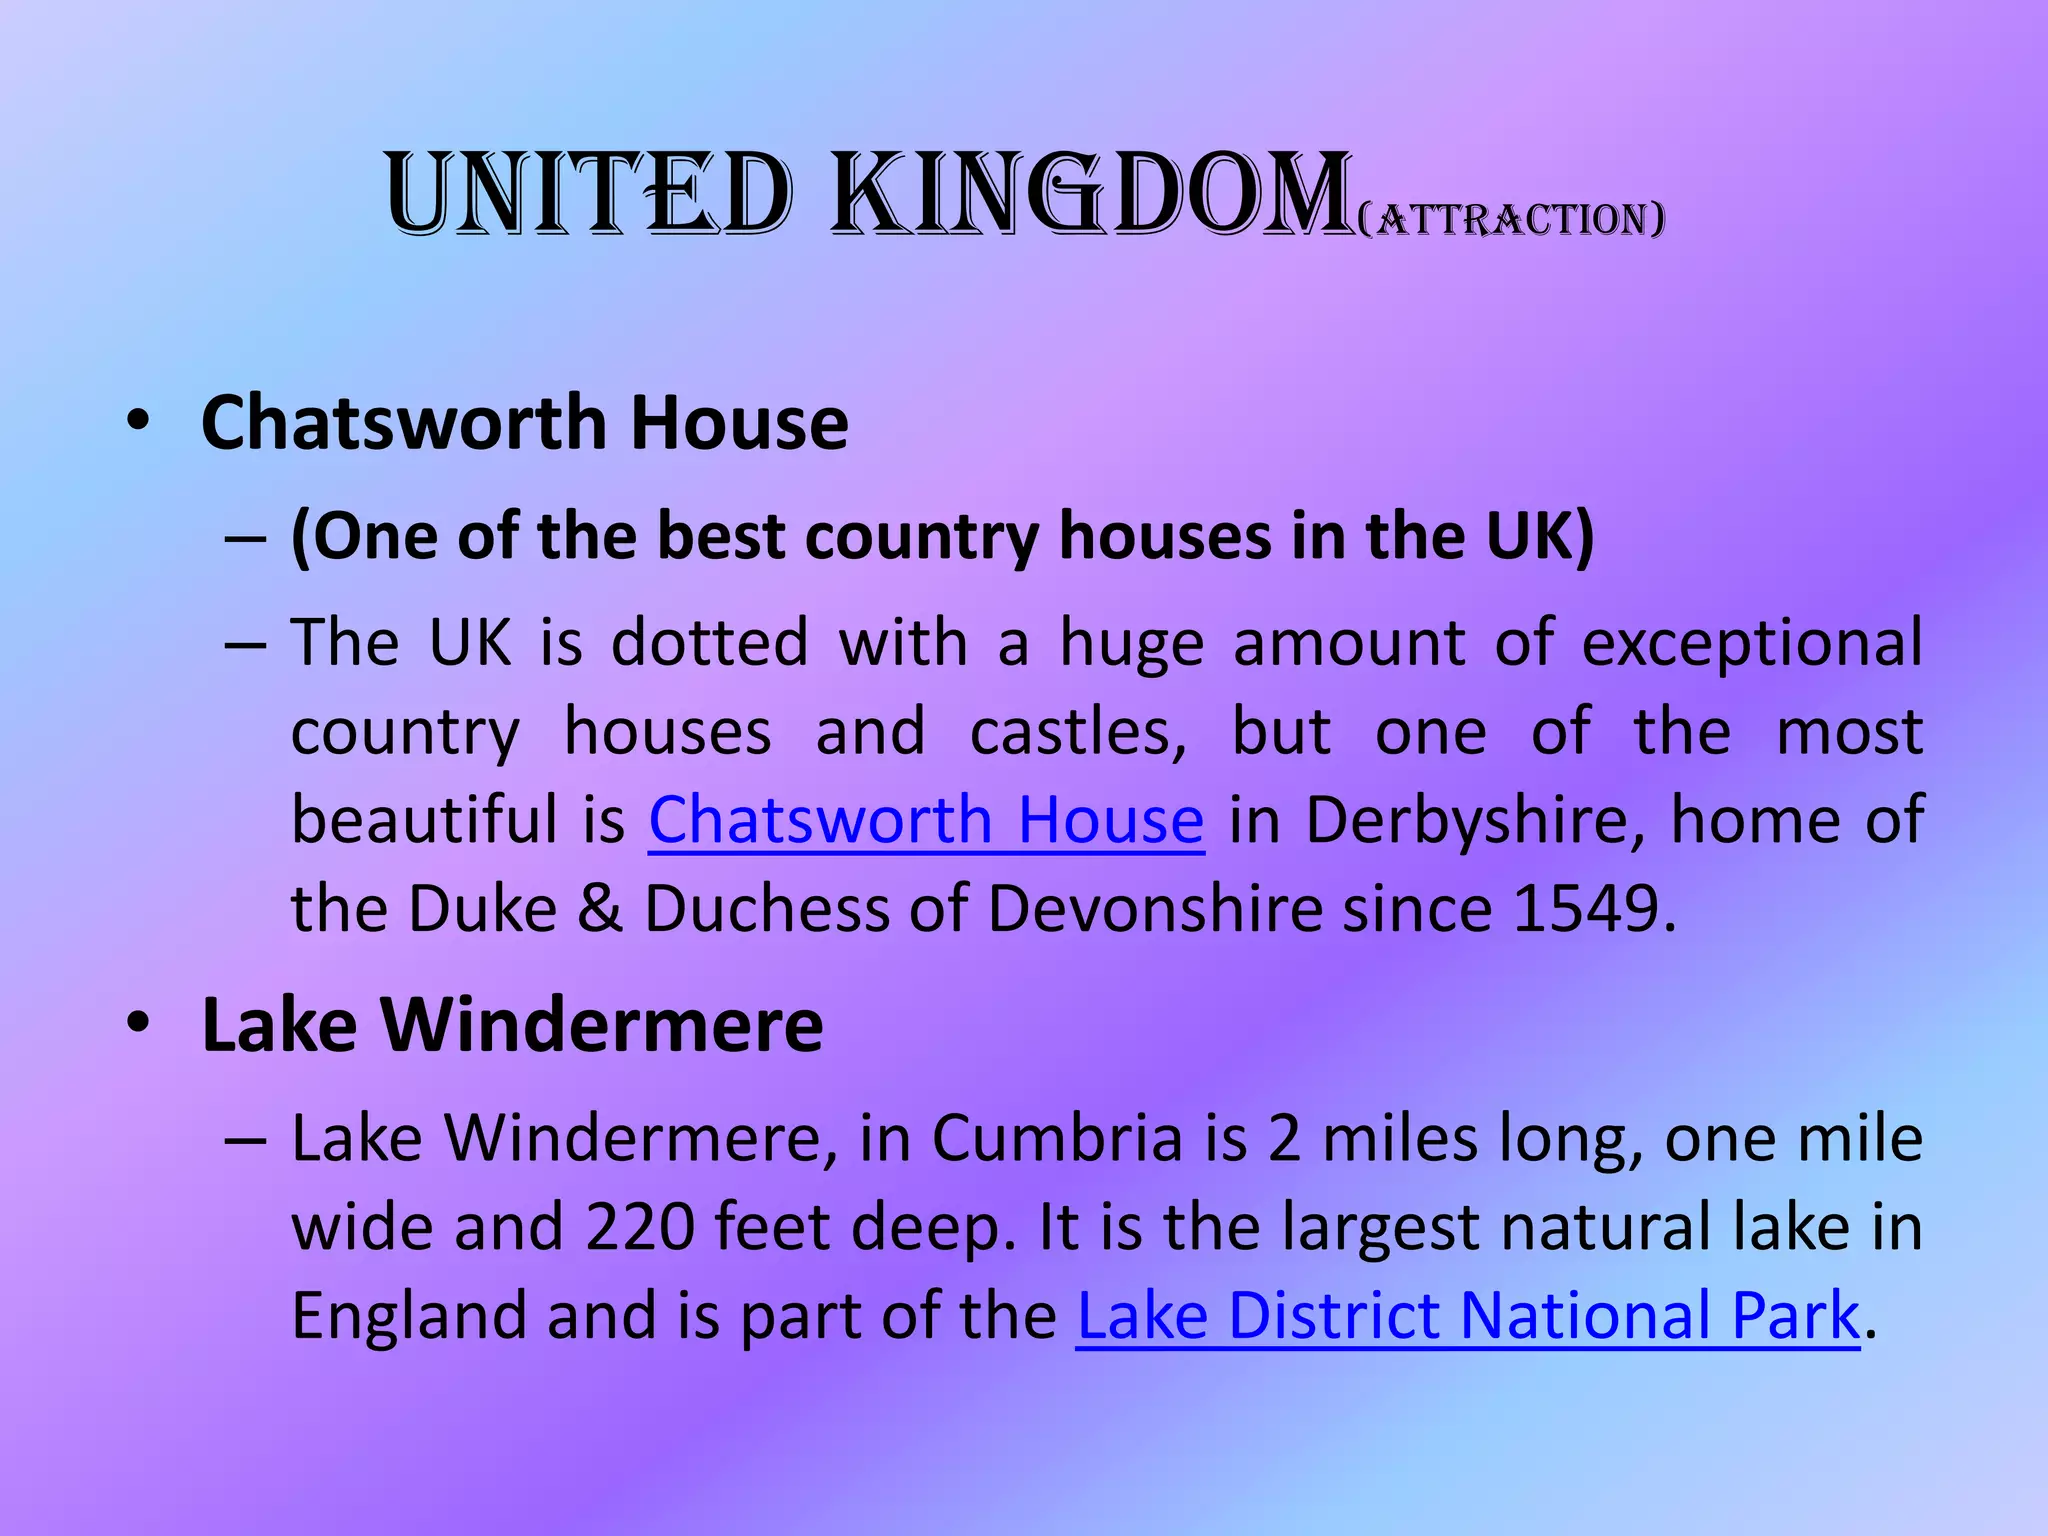 UNITED KINGDOM(ATTRACTION)
• Chatsworth House
– (One of the best country houses in the UK)
– The UK is dotted with a huge amount of exceptional
country houses and castles, but one of the most
beautiful is Chatsworth House in Derbyshire, home of
the Duke & Duchess of Devonshire since 1549.
• Lake Windermere
– Lake Windermere, in Cumbria is 2 miles long, one mile
wide and 220 feet deep. It is the largest natural lake in
England and is part of the Lake District National Park.